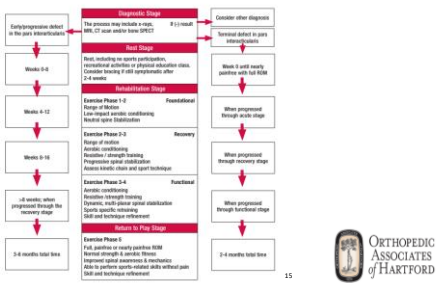 Diagnostic Stage
The process may include x-rays, If (-) result
MRI, CT scan and/or bone SPECT
Consider other diagnosis
Early/progressive defect
in the pars interarticularis
Terminal defect in pars
interarticularis
Rest Stage
Rest, including no sports participation,
recreational activities or physical education class.
Consider bracing if still symptomatic after
2-4 weeks
Weeks
Week 0 until nearly
painfree with full ROM
Rehabilitation Stage
Exercise Phase 1-2 Foundational
Range of Motion
Low-impact aerobic conditioning
Neutral spine Stabilization
Weeks 4-12
When progressed
through acute stage
Exercise Phase 2-3 Recovery
Range of motion
Aerobic conditioning
Resistive / strength training
Progressive spinal stabilization
Assess kinetic chain and sport technique
Weeks 8-16
When progressed
through recovery stage
Exercise Phase 3-4 Functional
Aerobic conditioning
Resistive /strength training
Dynamic, multi-planar spinal stabilization
Sports specific retraining
Skill and technique refinement
>8 weeks; when
progressed through the
recovery stage
When progressed
through functional stage
Return to Play Stage
Exercise Phase 5
Full, painfree or nearly painfree ROM
Normal strength & aerobic fitness
Improved spinal awareness & mechanics
Able to perform sports-related skills without pain
Skill and technique refinement
3-6 months total time
2-4 months total time
15
ORTHOPEDIC
ASSOCIATES
of HARTFORD